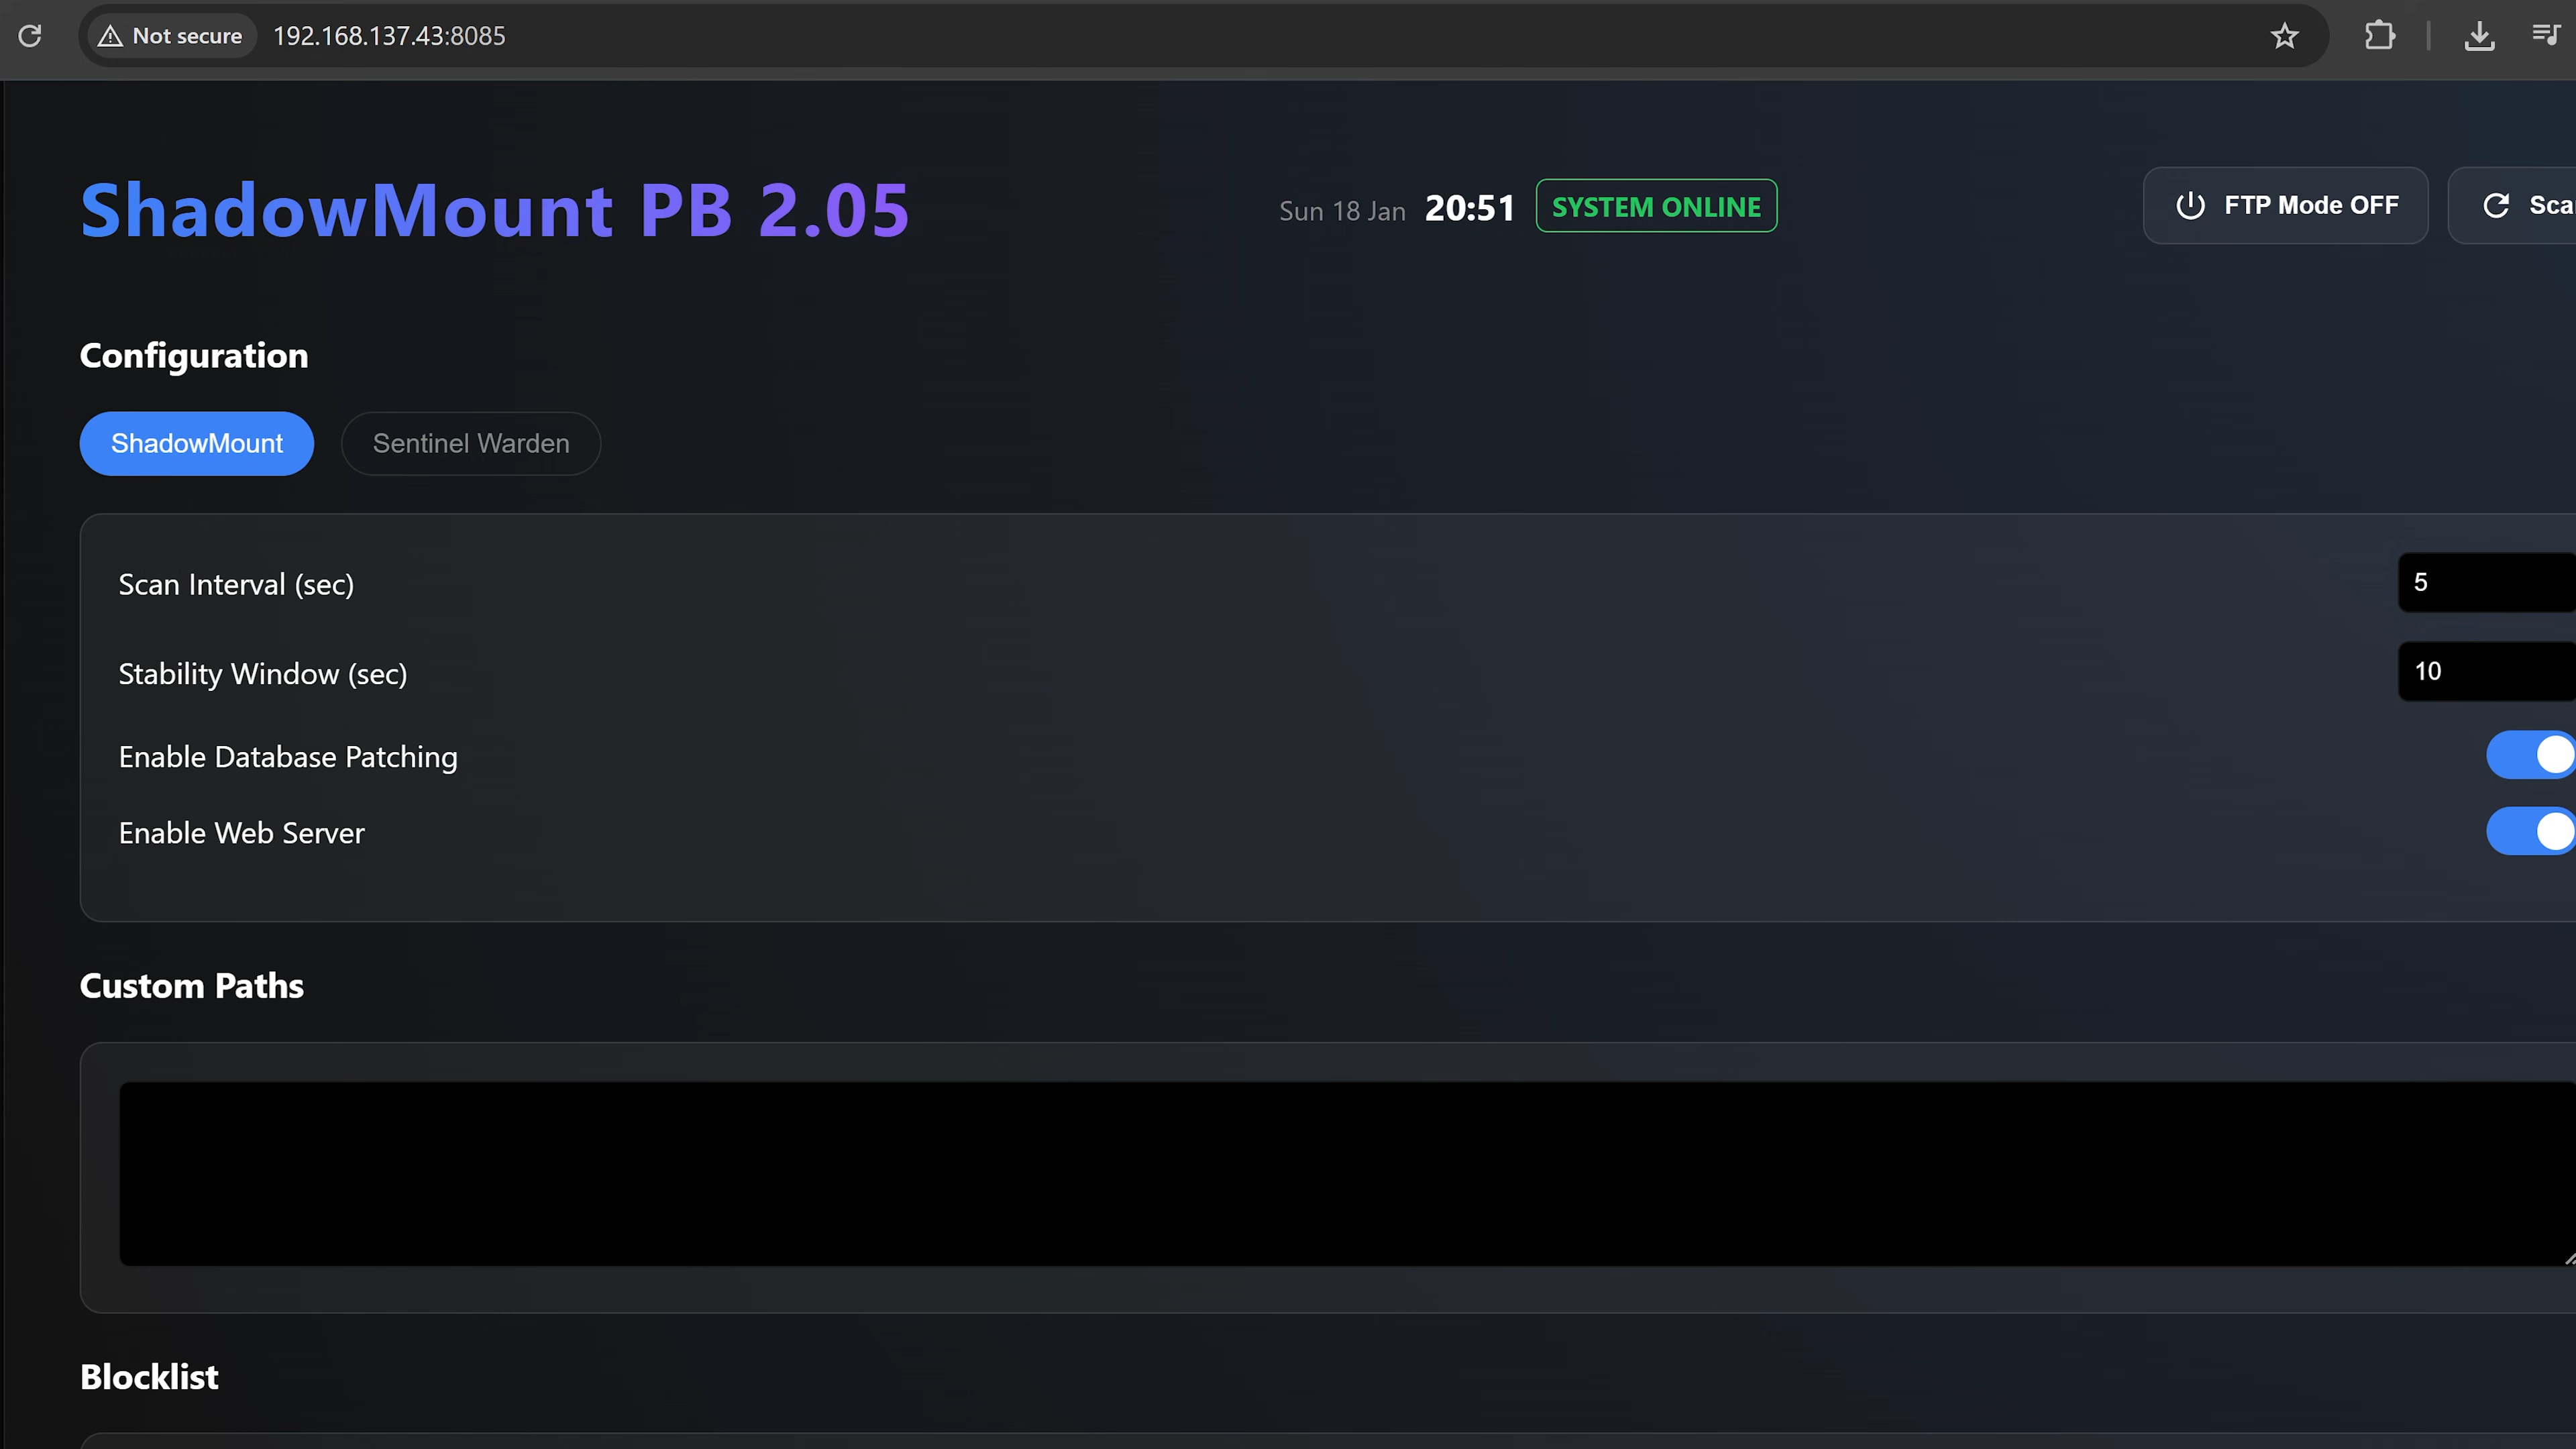 Not secure 192.168.137.43:8085
ShadowMount PB 2.05
Sun 18 Jan 20:51 SYSTEM ONLINE
FTP Mode OFF
Configuration
ShadowMount Sentinel Warden
Scan Interval (sec) 5
Stability Window (sec) 10
Enable Database Patching
Enable Web Server
Custom Paths
Blocklist